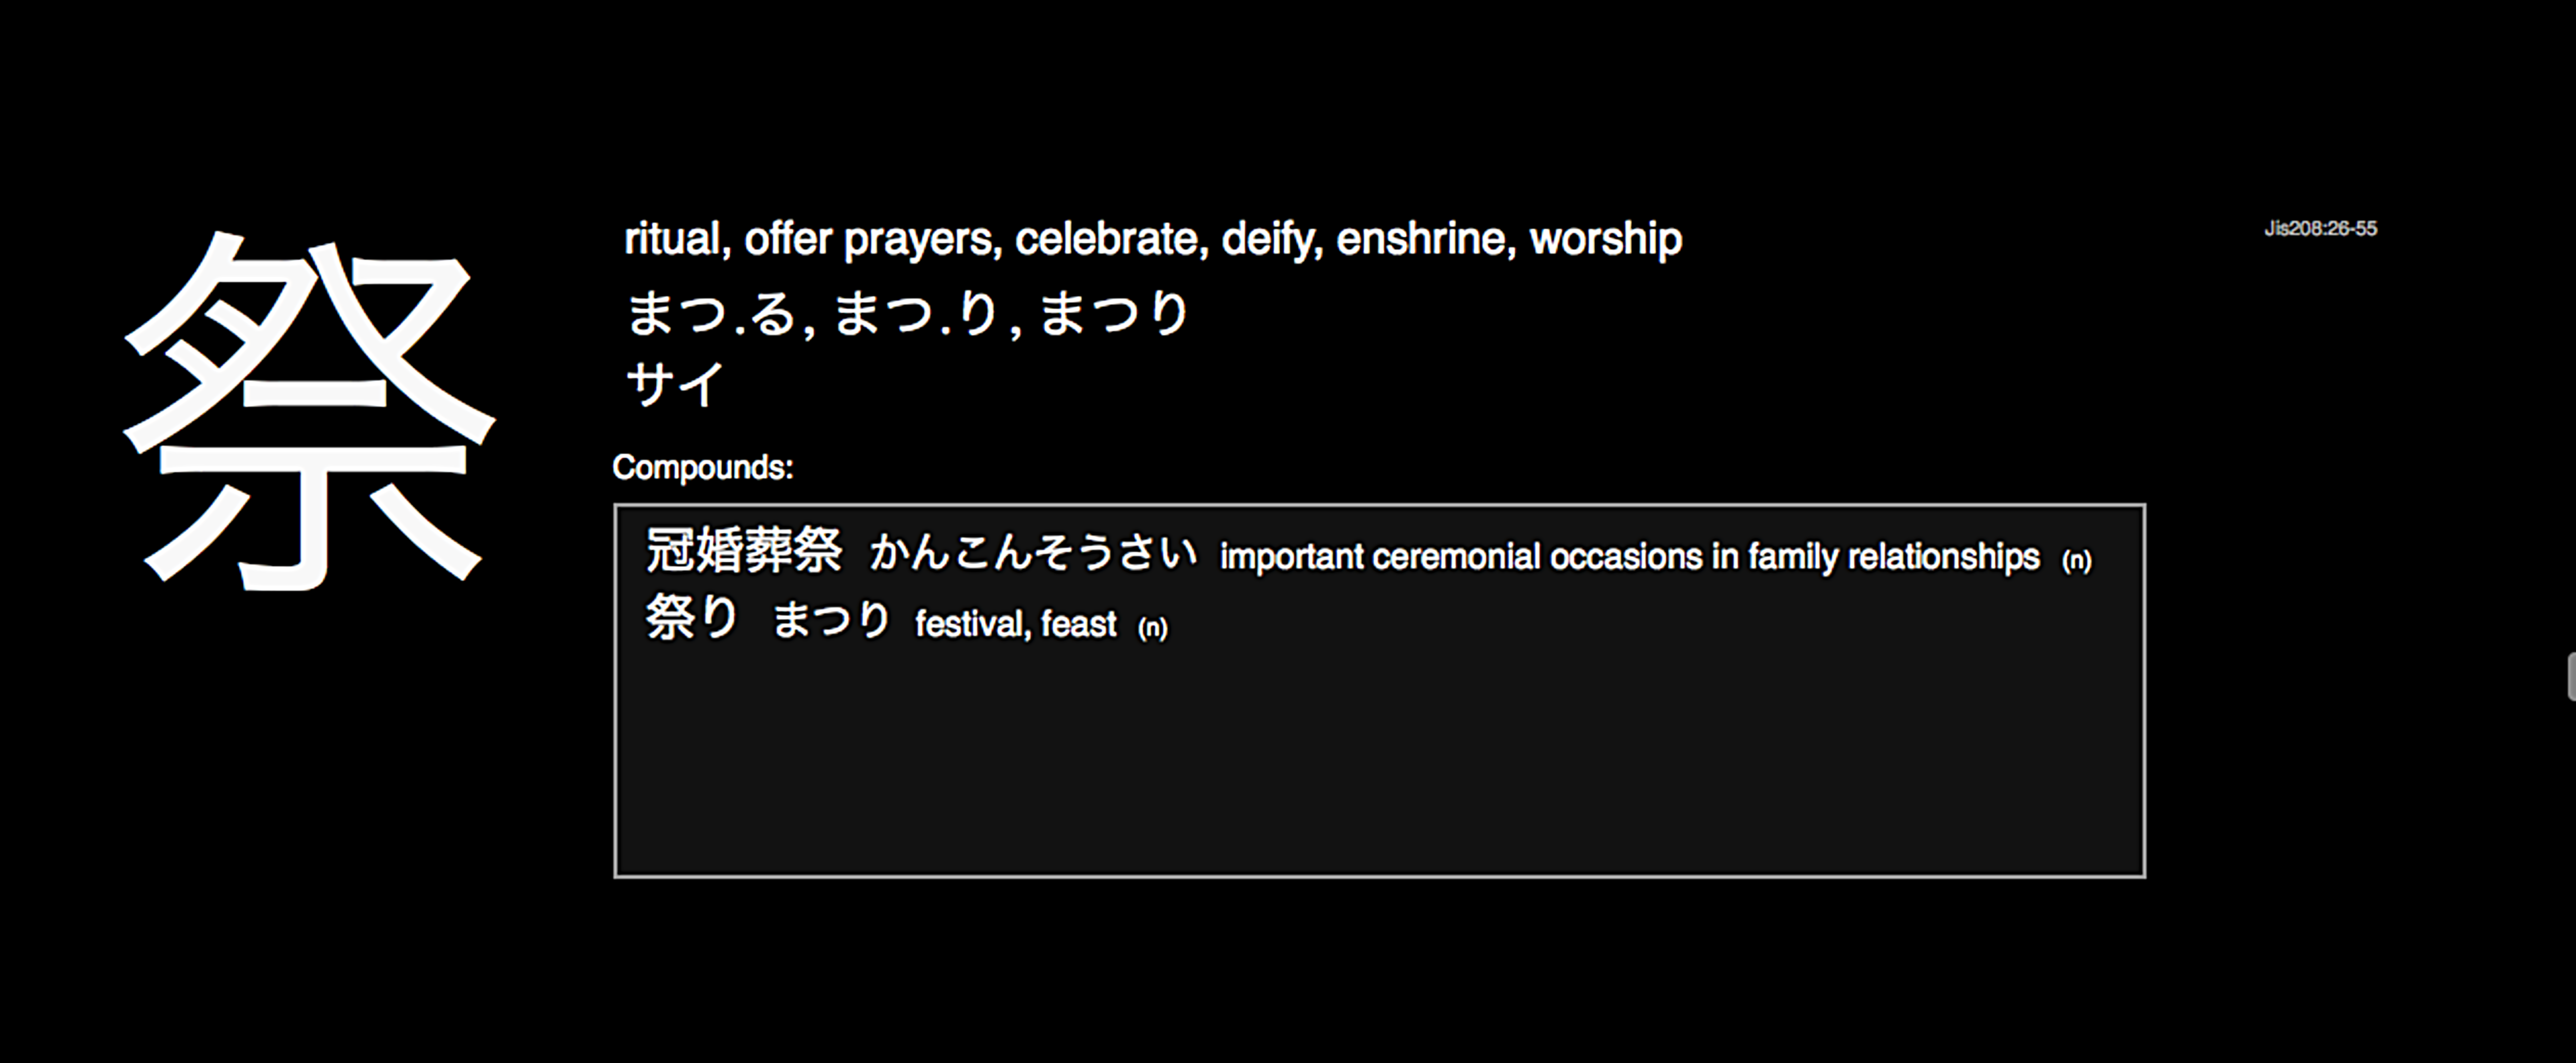 祭
ritual, offer prayers, celebrate, deify, enshrine, worship
Jis208:26-55
まつ.る, まつ.り, まつり
サイ
Compounds:
冠婚葬祭 かんこんそうさい important ceremonial occasions in family relationships (n)
祭り まつり festival, feast (n)